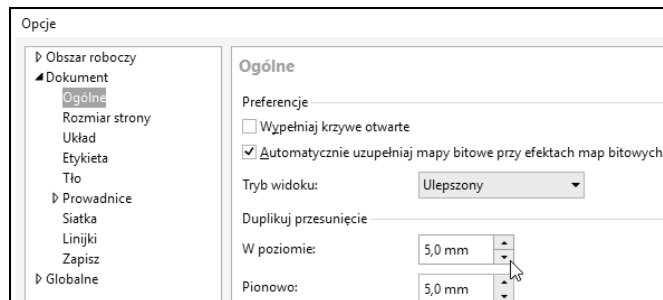 Opcje
Obszar roboczy
Dokument
Ogólne
Rozmiar strony
Układ
Etykieta
Tło
Prowadnice
Siatka
Linijki
Zapisz
Globalne
Ogólne
Preferencje
Wypełniaj krzywe otwarte
Automatycznie uzupełniaj mapy bitowe przy efektach map bitowych
Tryb widoku: Ulepszony
Duplikuj przesunięcie
W poziomie: 5,0 mm
Pionowo: 5,0 mm